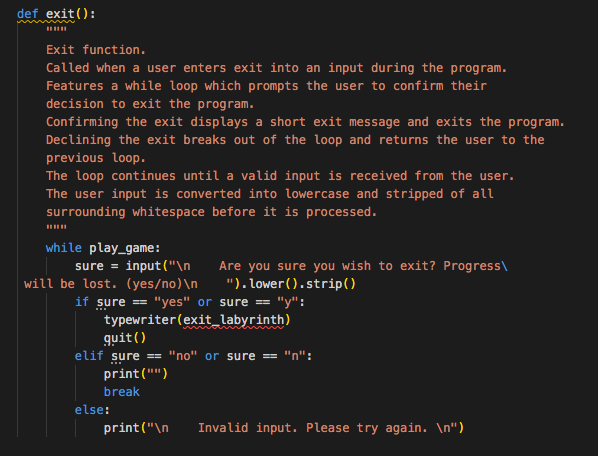 def exit():
    """
    Exit function.
    Called when a user enters exit into an input during the program.
    Features a while loop which prompts the user to confirm their
    decision to exit the program.
    Confirming the exit displays a short exit message and exits the program.
    Declining the exit breaks out of the loop and returns the user to the
    previous loop.
    The loop continues until a valid input is received from the user.
    The user input is converted into lowercase and stripped of all
    surrounding whitespace before it is processed.
    """
    while play_game:
        sure = input("\n    Are you sure you wish to exit? Progress\
 will be lost. (yes/no)\n    ").lower().strip()
        if sure == "yes" or sure == "y":
            typewriter(exit_labyrinth)
            quit()
        elif sure == "no" or sure == "n":
            print("")
            break
        else:
            print("\n    Invalid input. Please try again. \n")